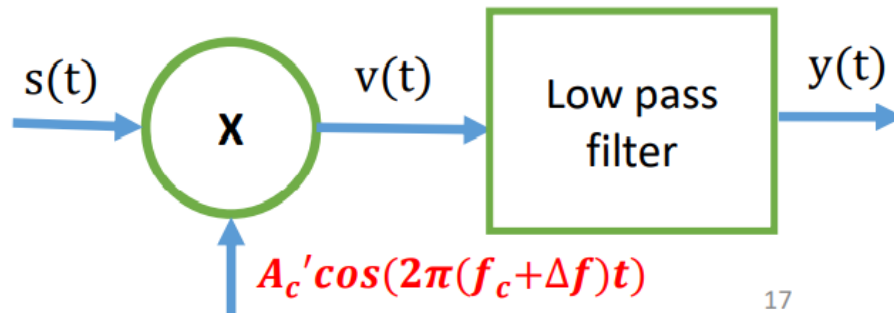 s(t)
X
v(t)
Low pass
filter
y(t)
A_c'cos(2π(f_c+Δf)t)
17